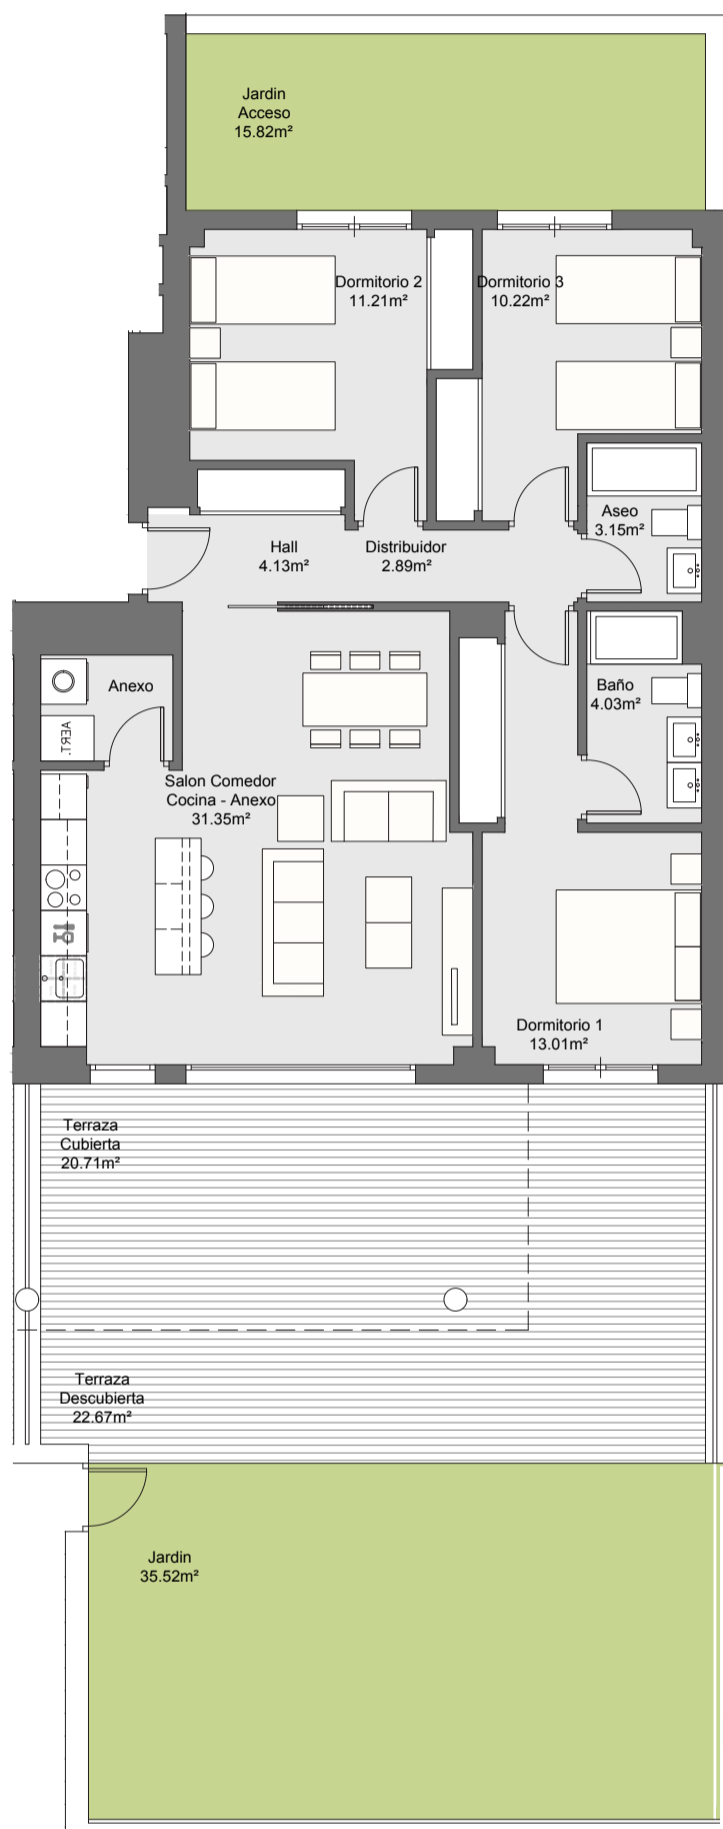 Jardin
Acceso
15.82m²
Dormitorio 2
11.21m²
Dormitorio 3
10.22m²
Aseo
3.15m²
Hall
4.13m²
Distribuidor
2.89m²
Anexo
AERT.
Baño
4.03m²
Salon Comedor
Cocina - Anexo
31.35m²
Dormitorio 1
13.01m²
Terraza
Cubierta
20.71m²
Terraza
Descubierta
22.67m²
Jardin
35.52m²